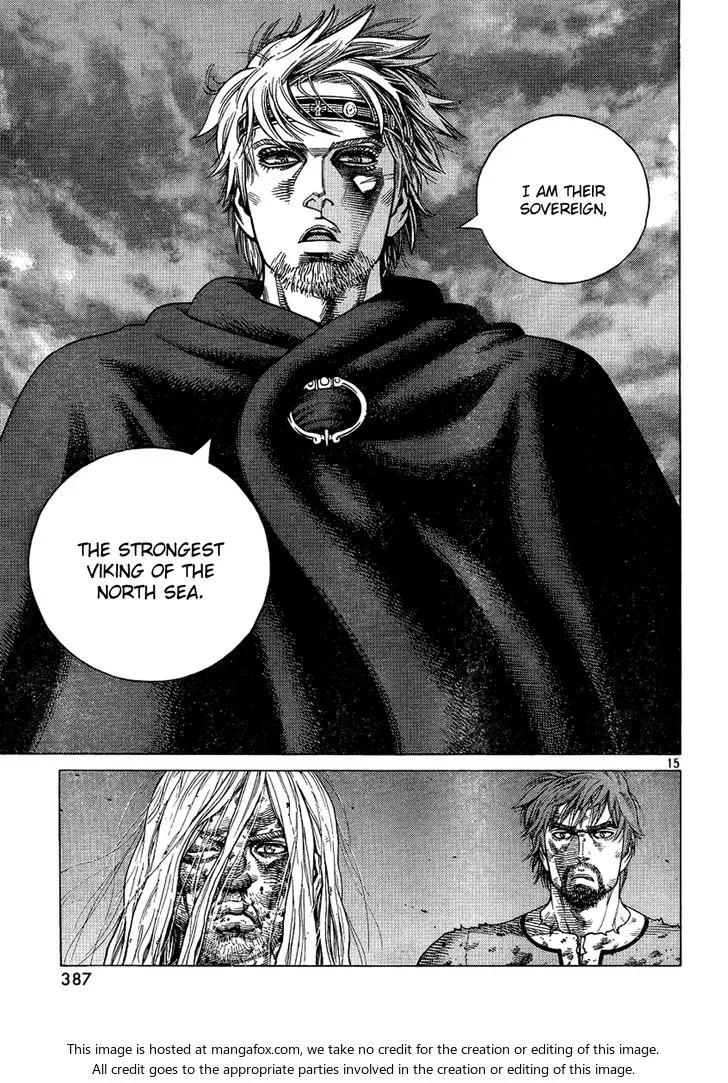 I AM THEIR
SOVEREIGN,
THE STRONGEST
VIKING OF THE
NORTH SEA.
15
387
This image is hosted at mangafox.com, we take no credit for the creation or editing of this image.
All credit goes to the appropriate parties involved in the creation or editing of this image.